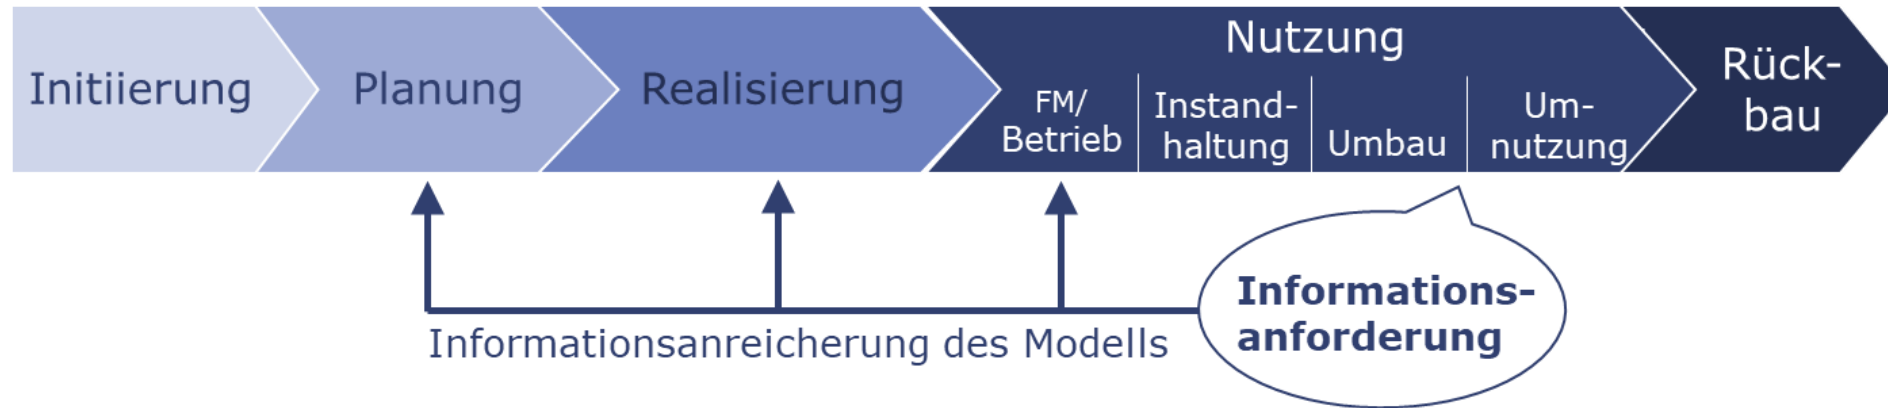 Initiierung
Planung
Realisierung
Nutzung
FM/
Betrieb
Instand-
haltung
Umbau
Um-
nutzung
Rück-
bau
Informationsanreicherung des Modells
Informations-
anforderung